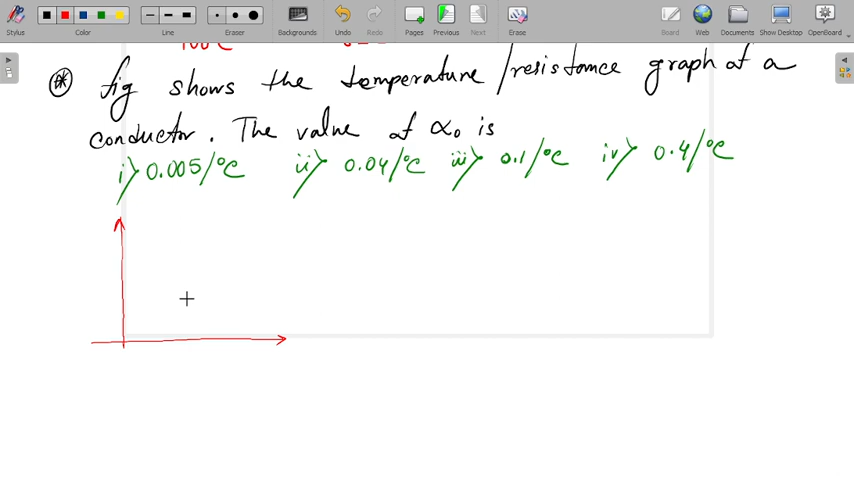 Stylus Color Line Eraser Backgrounds Undo Pages Previous Next Erase Board Web Documents Show Desktop OpenBoard
fig shows the temperature/resistance graph of a
conductor. The value of α₀ is
i) 0.005/°C ii) 0.04/°C iii) 0.1/°C iv) 0.4/°C